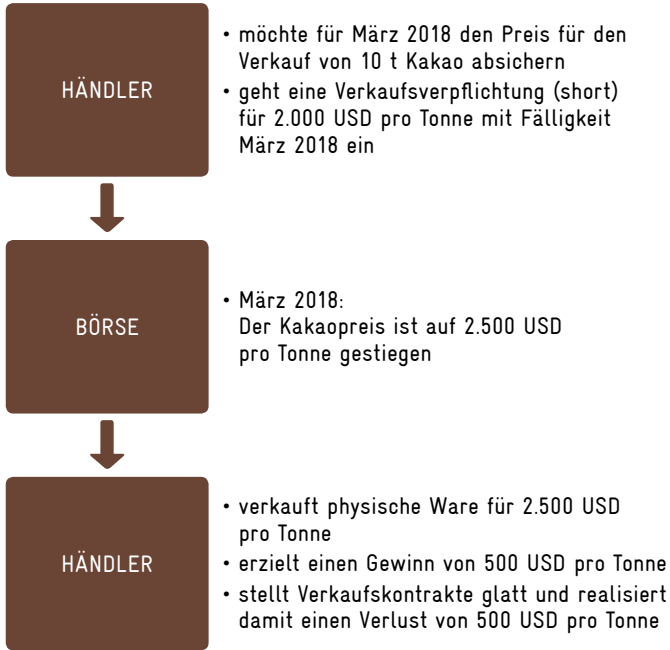 HÄNDLER
• möchte für März 2018 den Preis für den
Verkauf von 10 t Kakao absichern
• geht eine Verkaufsverpflichtung (short)
für 2.000 USD pro Tonne mit Fälligkeit
März 2018 ein
BÖRSE
• März 2018:
Der Kakaopreis ist auf 2.500 USD
pro Tonne gestiegen
HÄNDLER
• verkauft physische Ware für 2.500 USD
pro Tonne
• erzielt einen Gewinn von 500 USD pro Tonne
• stellt Verkaufskontrakte glatt und realisiert
damit einen Verlust von 500 USD pro Tonne